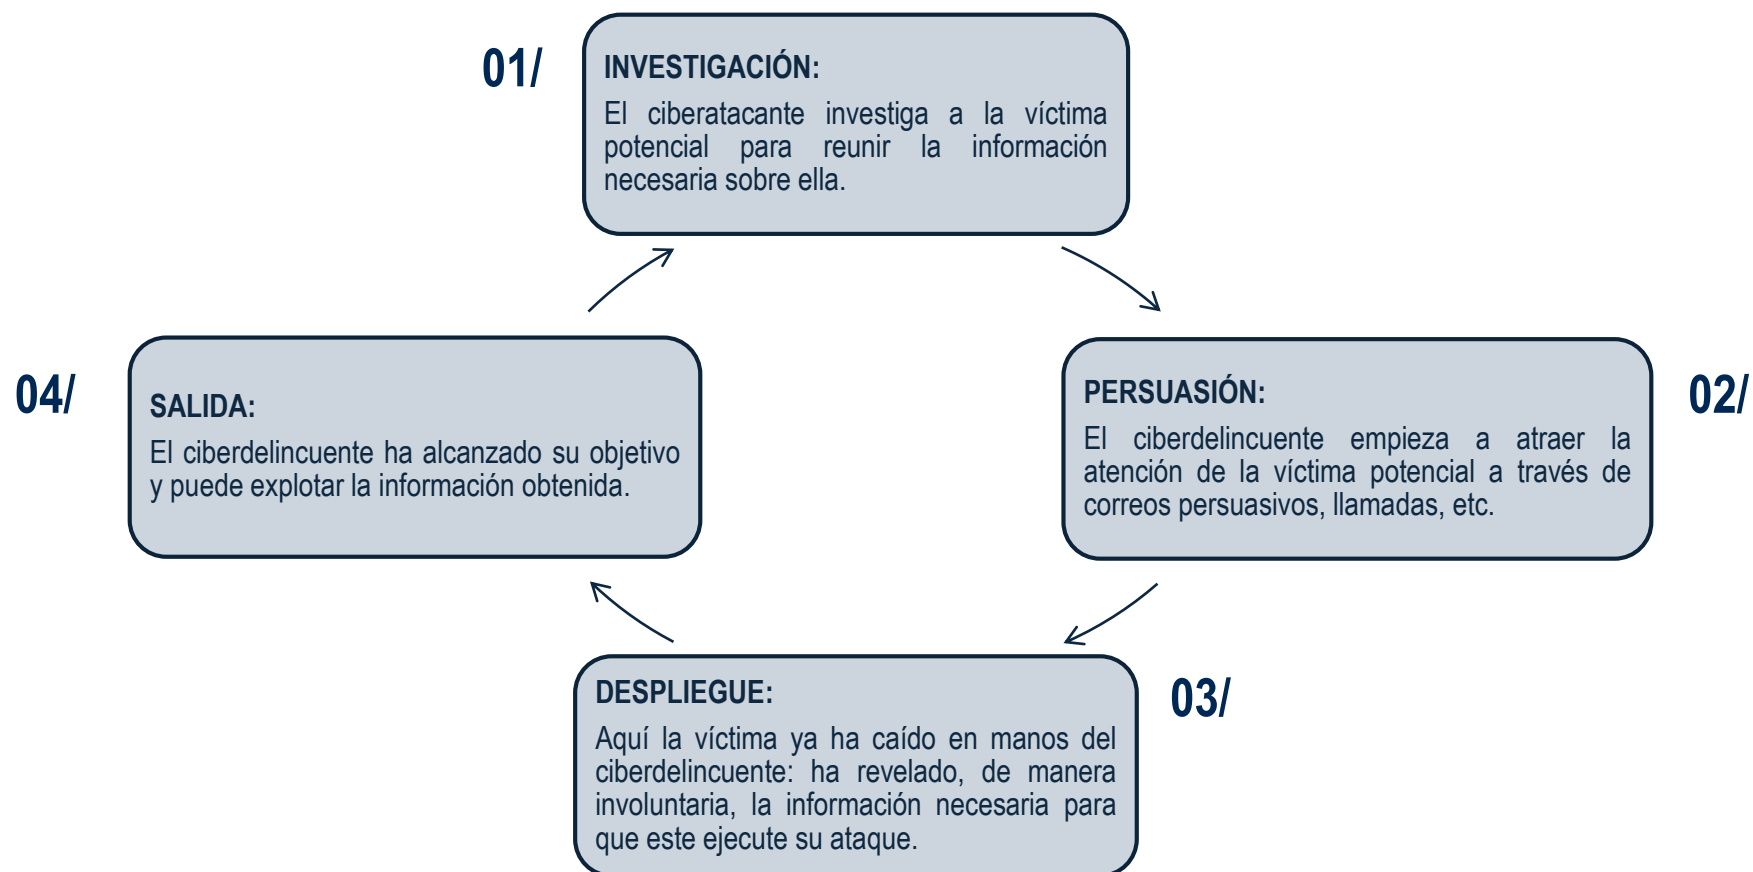 01/
INVESTIGACIÓN:
El ciberatacante investiga a la víctima
potencial para reunir la información
necesaria sobre ella.
02/
PERSUASIÓN:
El ciberdelincuente empieza a atraer la
atención de la víctima potencial a través de
correos persuasivos, llamadas, etc.
03/
DESPLIEGUE:
Aquí la víctima ya ha caído en manos del
ciberdelincuente: ha revelado, de manera
involuntaria, la información necesaria para
que este ejecute su ataque.
04/
SALIDA:
El ciberdelincuente ha alcanzado su objetivo
y puede explotar la información obtenida.